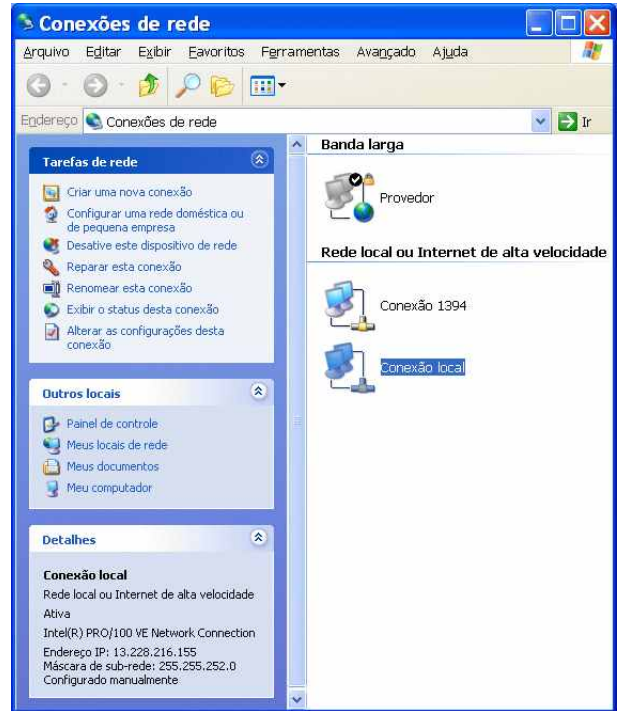 Conexões de rede
Arquivo Editar Exibir Favoritos Ferramentas Avançado Ajuda
Endereço Conexões de rede Ir
Tarefas de rede
Criar uma nova conexão
Configurar uma rede doméstica ou
de pequena empresa
Desative este dispositivo de rede
Reparar esta conexão
Renomear esta conexão
Exibir o status desta conexão
Alterar as configurações desta
conexão
Outros locais
Painel de controle
Meus locais de rede
Meus documentos
Meu computador
Detalhes
Conexão local
Rede local ou Internet de alta velocidade
Ativa
Intel(R) PRO/100 VE Network Connection
Endereço IP: 13.228.216.155
Máscara de sub-rede: 255.255.252.0
Configurado manualmente
Banda larga
Provedor
Rede local ou Internet de alta velocidade
Conexão 1394
Conexão local